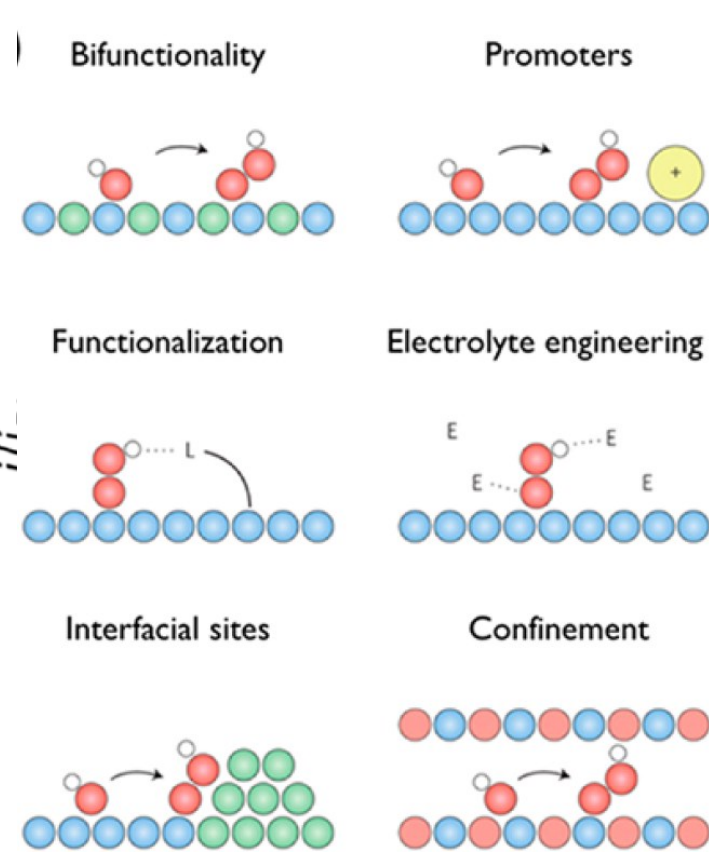 )
Bifunctionality
Promoters
+
Functionalization
Electrolyte engineering
L
E
E
E
E
Interfacial sites
Confinement